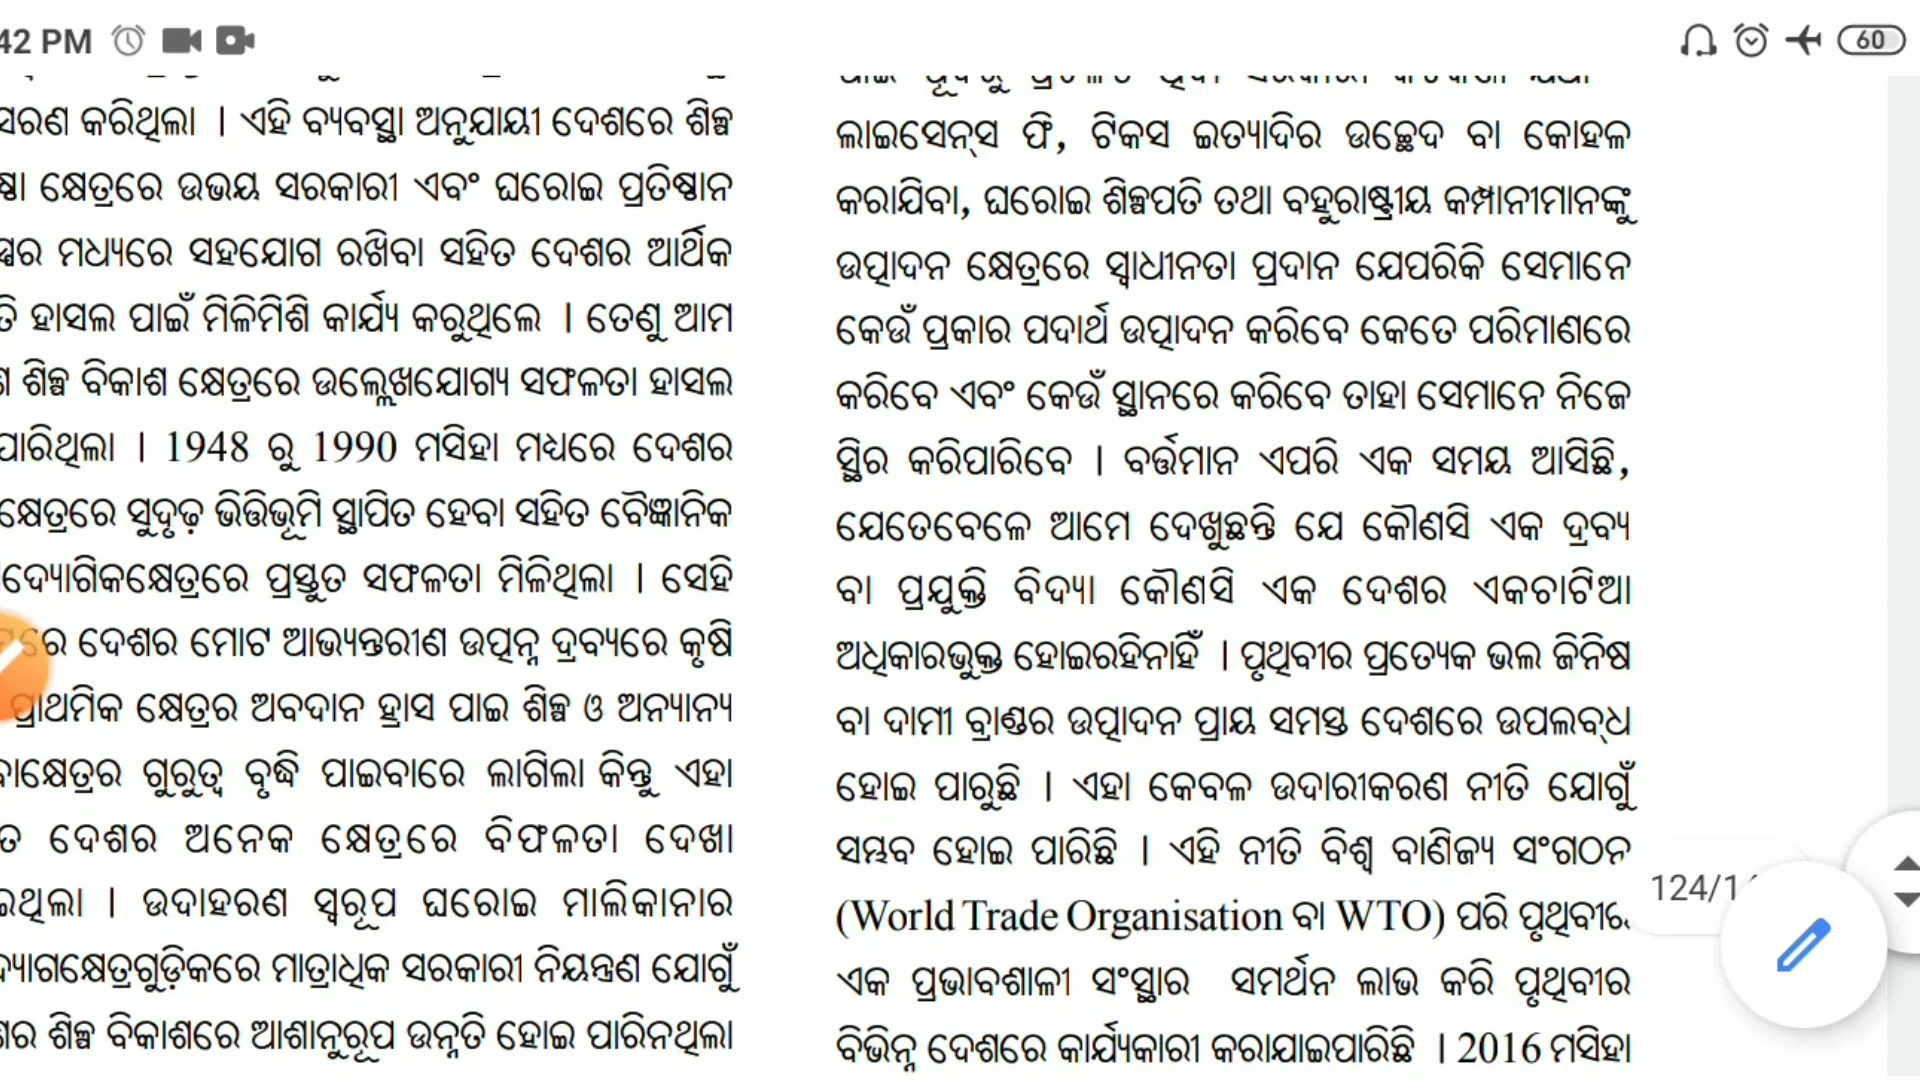 42 PM
60
ସରଣ କରିଥିଲା । ଏହି ବ୍ୟବସ୍ଥା ଅନୁଯାୟୀ ଦେଶରେ ଶିଳ୍ପ
କ୍ଷେତ୍ରରେ ଉଭୟ ସରକାରୀ ଏବଂ ଘରୋଇ ପ୍ରତିଷ୍ଠାନ
ମଧ୍ୟରେ ସହଯୋଗ ରଖିବା ସହିତ ଦେଶର ଆର୍ଥିକ
ହାସଲ ପାଇଁ ମିଳିମିଶି କାର୍ଯ୍ୟ କରୁଥିଲେ । ତେଣୁ ଆମ
ଶିଳ୍ପ ବିକାଶ କ୍ଷେତ୍ରରେ ଉଲ୍ଲେଖଯୋଗ୍ୟ ସଫଳତା ହାସଲ
ପାରିଥିଲା । 1948 ରୁ 1990 ମସିହା ମଧ୍ୟରେ ଦେଶର
କ୍ଷେତ୍ରରେ ସୁଦୃଢ଼ ଭିତ୍ତିଭୂମି ସ୍ଥାପିତ ହେବା ସହିତ ବୈଜ୍ଞାନିକ
ଦ୍ୟୋଗିକକ୍ଷେତ୍ରରେ ପ୍ରସ୍ତୁତ ସଫଳତା ମିଳିଥିଲା । ସେହି
ରେ ଦେଶର ମୋଟ ଆଭ୍ୟନ୍ତରୀଣ ଉତ୍ପନ୍ନ ଦ୍ରବ୍ୟରେ କୃଷି
ପ୍ରାଥମିକ କ୍ଷେତ୍ରର ଅବଦାନ ହ୍ରାସ ପାଇ ଶିଳ୍ପ ଓ ଅନ୍ୟାନ୍ୟ
ବାକ୍ଷେତ୍ରର ଗୁରୁତ୍ୱ ବୃଦ୍ଧି ପାଇବାରେ ଲାଗିଲା କିନ୍ତୁ ଏହା
ତ ଦେଶର ଅନେକ କ୍ଷେତ୍ରରେ ବିଫଳତା ଦେଖା
ଇଥିଲା । ଉଦାହରଣ ସ୍ୱରୂପ ଘରୋଇ ମାଲିକାନାର
ଦ୍ୟୋଗକ୍ଷେତ୍ରଗୁଡ଼ିକରେ ମାତ୍ରାଧିକ ସରକାରୀ ନିୟନ୍ତ୍ରଣ ଯୋଗୁଁ
ଶର ଶିଳ୍ପ ବିକାଶରେ ଆଶାନୁରୂପ ଉନ୍ନତି ହୋଇ ପାରିନଥିଲା
ଲାଇସେନ୍‌ସ ଫି, ଟିକସ ଇତ୍ୟାଦିର ଉଚ୍ଛେଦ ବା କୋହଳ
କରାଯିବା, ଘରୋଇ ଶିଳ୍ପପତି ତଥା ବହୁରାଷ୍ଟ୍ରୀୟ କମ୍ପାନୀମାନଙ୍କୁ
ଉତ୍ପାଦନ କ୍ଷେତ୍ରରେ ସ୍ୱାଧୀନତା ପ୍ରଦାନ ଯେପରିକି ସେମାନେ
କେଉଁ ପ୍ରକାର ପଦାର୍ଥ ଉତ୍ପାଦନ କରିବେ କେତେ ପରିମାଣରେ
କରିବେ ଏବଂ କେଉଁ ସ୍ଥାନରେ କରିବେ ତାହା ସେମାନେ ନିଜେ
ସ୍ଥିର କରିପାରିବେ । ବର୍ତ୍ତମାନ ଏପରି ଏକ ସମୟ ଆସିଛି,
ଯେତେବେଳେ ଆମେ ଦେଖୁଛନ୍ତି ଯେ କୌଣସି ଏକ ଦ୍ରବ୍ୟ
ବା ପ୍ରଯୁକ୍ତି ବିଦ୍ୟା କୌଣସି ଏକ ଦେଶର ଏକଚାଟିଆ
ଅଧିକାରଭୁକ୍ତ ହୋଇରହିନାହିଁ । ପୃଥିବୀର ପ୍ରତ୍ୟେକ ଭଲ ଜିନିଷ
ବା ଦାମୀ ବ୍ରାଣ୍ଡର ଉତ୍ପାଦନ ପ୍ରାୟ ସମସ୍ତ ଦେଶରେ ଉପଲବ୍‌ଧ
ହୋଇ ପାରୁଛି । ଏହା କେବଳ ଉଦାରୀକରଣ ନୀତି ଯୋଗୁଁ
ସମ୍ଭବ ହୋଇ ପାରିଛି । ଏହି ନୀତି ବିଶ୍ୱ ବାଣିଜ୍ୟ ସଂଗଠନ
(World Trade Organisation ବା WTO) ପରି ପୃଥିବୀର
ଏକ ପ୍ରଭାବଶାଳୀ ସଂସ୍ଥାର ସମର୍ଥନ ଲାଭ କରି ପୃଥିବୀର
ବିଭିନ୍ନ ଦେଶରେ କାର୍ଯ୍ୟକାରୀ କରାଯାଇପାରିଛି । 2016 ମସିହା